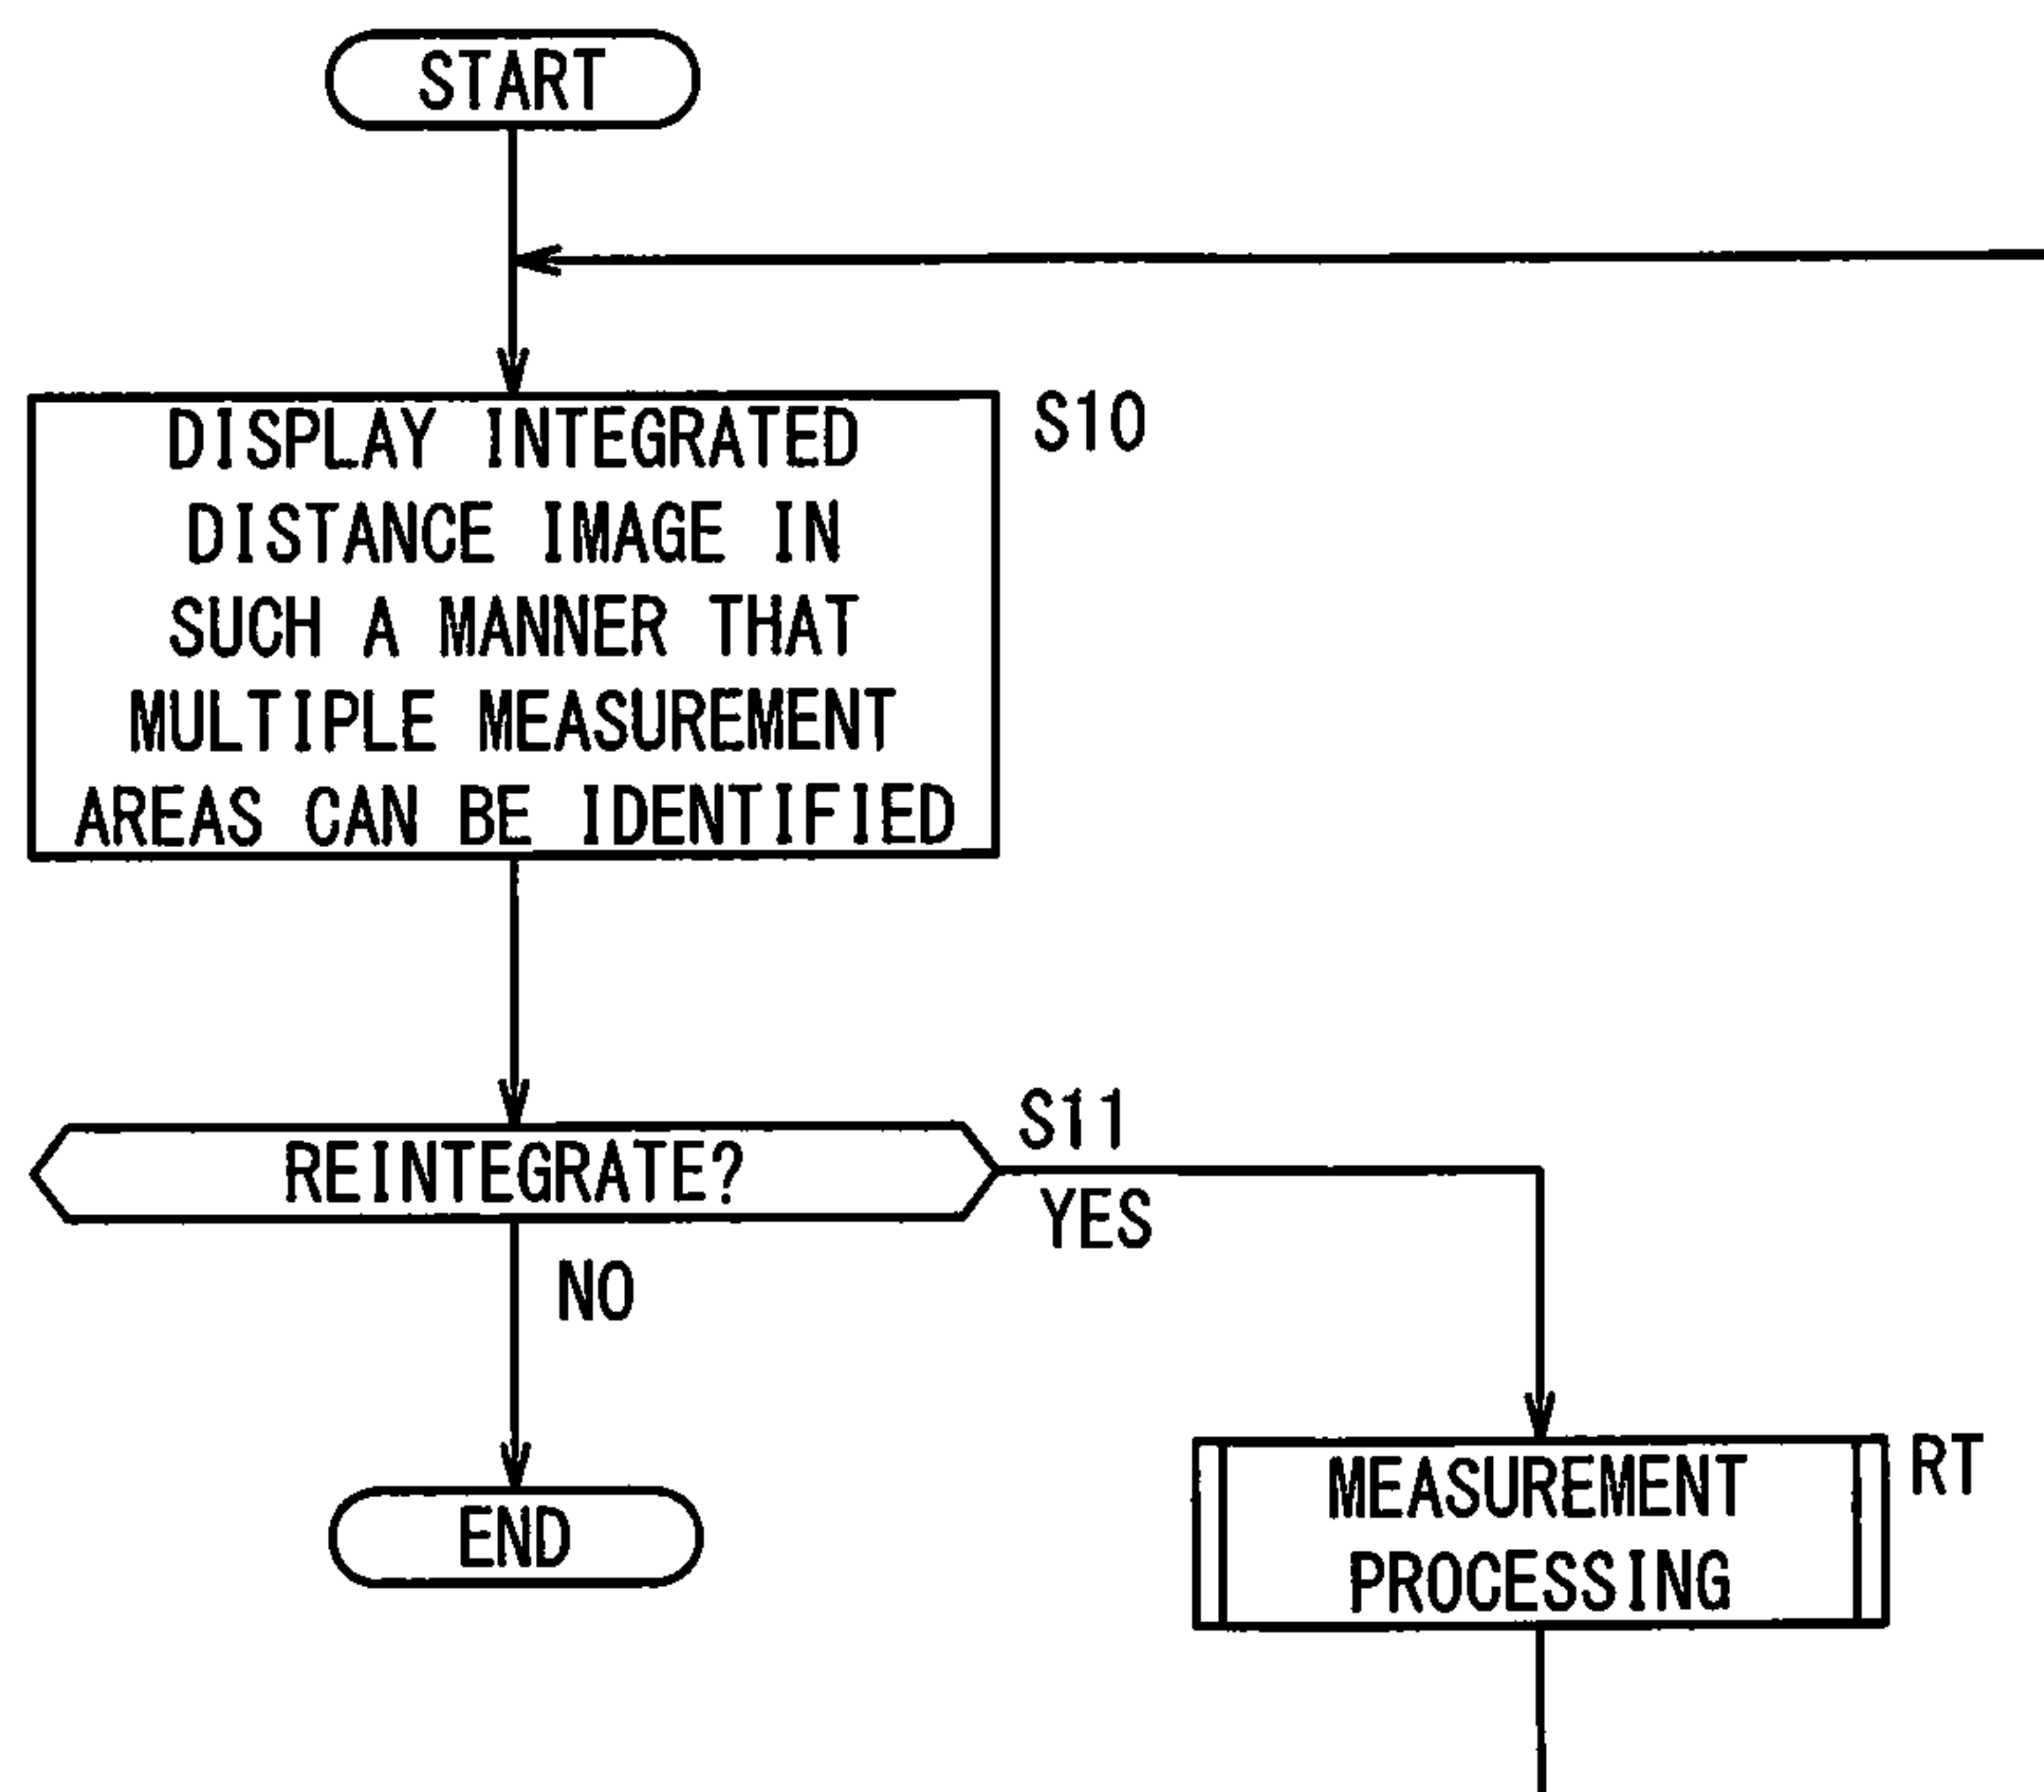 START
DISPLAY INTEGRATED
DISTANCE IMAGE IN
SUCH A MANNER THAT
MULTIPLE MEASUREMENT
AREAS CAN BE IDENTIFIED
S10
REINTEGRATE?
S11
YES
NO
END
MEASUREMENT
PROCESSING
RT